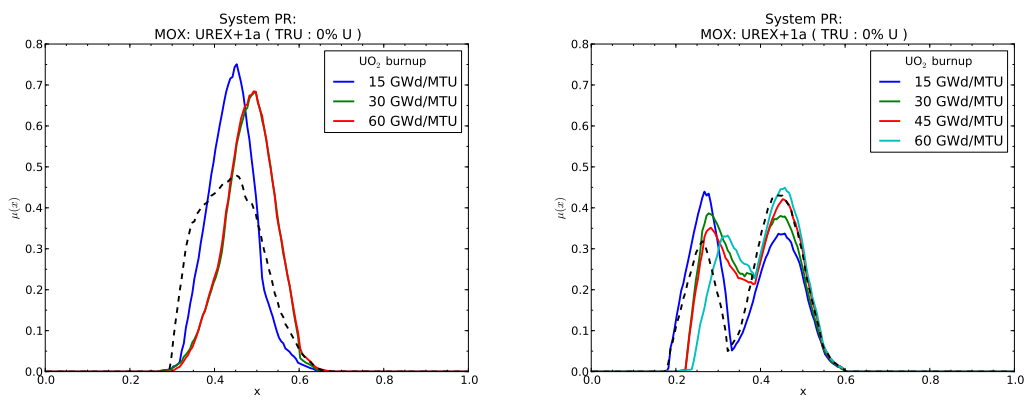 System PR:
MOX: UREX+1a ( TRU : 0% U )
0.8
0.7
0.6
0.5
0.4
0.3
0.2
0.1
0.0
μ(x)
0.0 0.2 0.4 0.6 0.8 1.0
x
UO₂ burnup
15 GWd/MTU
30 GWd/MTU
60 GWd/MTU
System PR:
MOX: UREX+1a ( TRU : 0% U )
0.8
0.7
0.6
0.5
0.4
0.3
0.2
0.1
0.0
μ(x)
0.0 0.2 0.4 0.6 0.8 1.0
x
UO₂ burnup
15 GWd/MTU
30 GWd/MTU
45 GWd/MTU
60 GWd/MTU